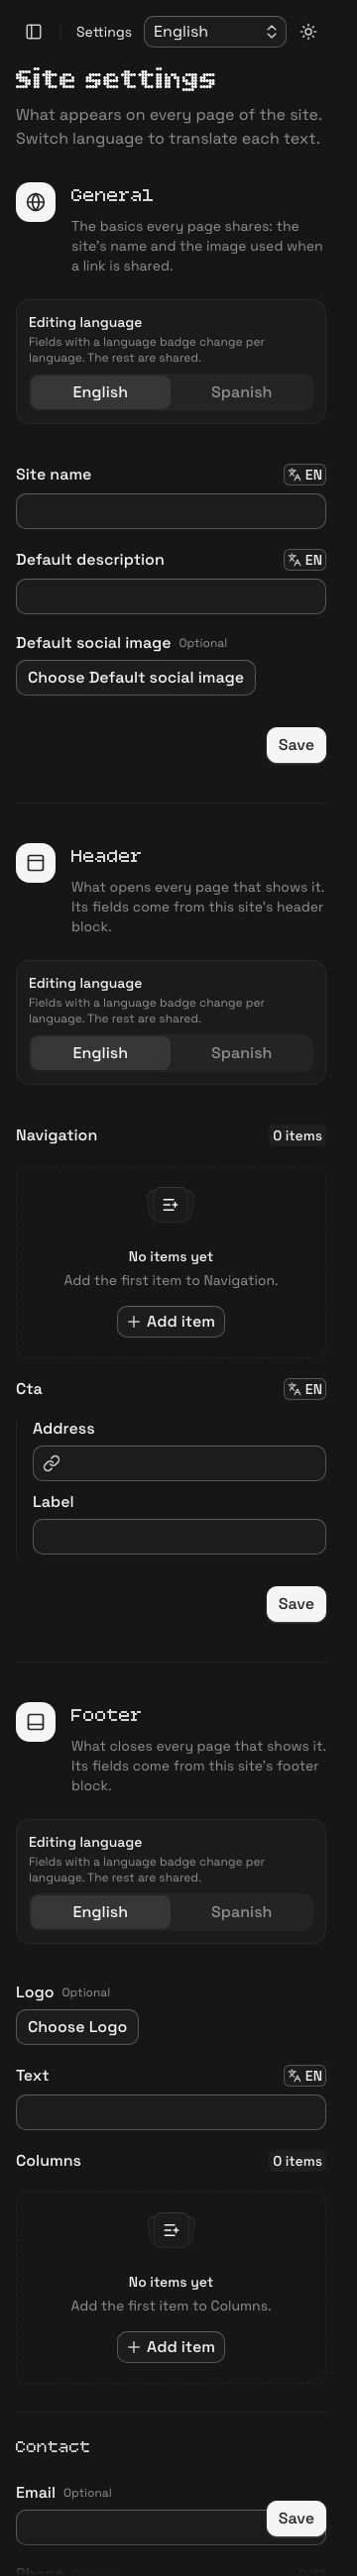 Settings
English
Site settings
What appears on every page of the site.
Switch language to translate each text.
General
The basics every page shares: the
site's name and the image used when
a link is shared.
Editing language
Fields with a language badge change per
language. The rest are shared.
English
Spanish
Site name
EN
Default description
EN
Default social image Optional
Choose Default social image
Save
Header
What opens every page that shows it.
Its fields come from this site's header
block.
Editing language
Fields with a language badge change per
language. The rest are shared.
English
Spanish
Navigation
0 items
No items yet
Add the first item to Navigation.
Add item
Cta
EN
Address
Label
Save
Footer
What closes every page that shows it.
Its fields come from this site's footer
block.
Editing language
Fields with a language badge change per
language. The rest are shared.
English
Spanish
Logo Optional
Choose Logo
Text
EN
Columns
0 items
No items yet
Add the first item to Columns.
Add item
Contact
Email Optional
Save
Phone Optional